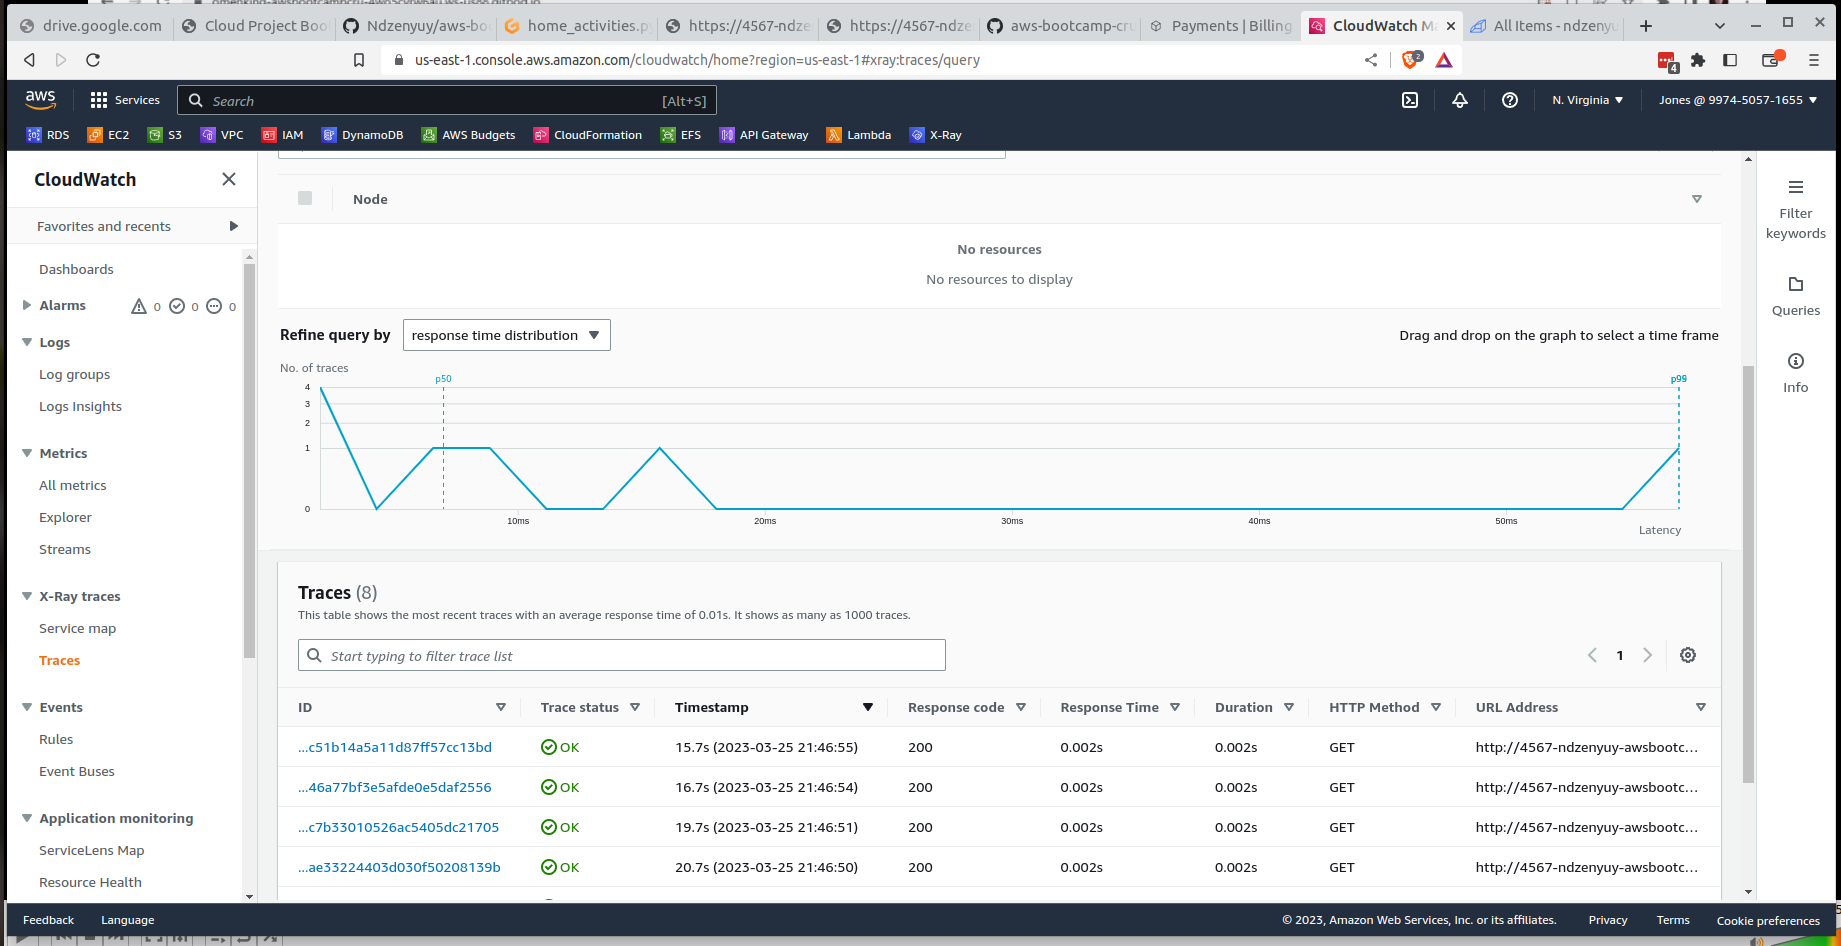 drive.google.com
Cloud Project Boo
Ndzenyuy/aws-bo
home_activities.p
https://4567-ndze
https://4567-ndze
aws-bootcamp-cru
Payments | Billing
CloudWatch Ma
All Items - ndzenyu
us-east-1.console.aws.amazon.com/cloudwatch/home?region=us-east-1#xray:traces/query
2
4
aws
Services
Search
[Alt+S]
N. Virginia
Jones @ 9974-5057-1655
RDS
EC2
S3
VPC
IAM
DynamoDB
AWS Budgets
CloudFormation
EFS
API Gateway
Lambda
X-Ray
CloudWatch
Favorites and recents
Dashboards
Alarms 0 0 0
Logs
Log groups
Logs Insights
Metrics
All metrics
Explorer
Streams
X-Ray traces
Service map
Traces
Events
Rules
Event Buses
Application monitoring
ServiceLens Map
Resource Health
Node
No resources
No resources to display
Refine query by response time distribution
Drag and drop on the graph to select a time frame
No. of traces
p50
p99
4
3
2
1
0
10ms 20ms 30ms 40ms 50ms
Latency
Traces (8)
This table shows the most recent traces with an average response time of 0.01s. It shows as many as 1000 traces.
Start typing to filter trace list
1
ID Trace status Timestamp Response code Response Time Duration HTTP Method URL Address
...c51b14a5a11d87ff57cc13bd OK 15.7s (2023-03-25 21:46:55) 200 0.002s 0.002s GET http://4567-ndzenyuy-awsbootc...
...46a77bf3e5afde0e5daf2556 OK 16.7s (2023-03-25 21:46:54) 200 0.002s 0.002s GET http://4567-ndzenyuy-awsbootc...
...c7b33010526ac5405dc21705 OK 19.7s (2023-03-25 21:46:51) 200 0.002s 0.002s GET http://4567-ndzenyuy-awsbootc...
...ae33224403d030f50208139b OK 20.7s (2023-03-25 21:46:50) 200 0.002s 0.002s GET http://4567-ndzenyuy-awsbootc...
Filter
keywords
Queries
Info
Feedback
Language
© 2023, Amazon Web Services, Inc. or its affiliates.
Privacy
Terms
Cookie preferences